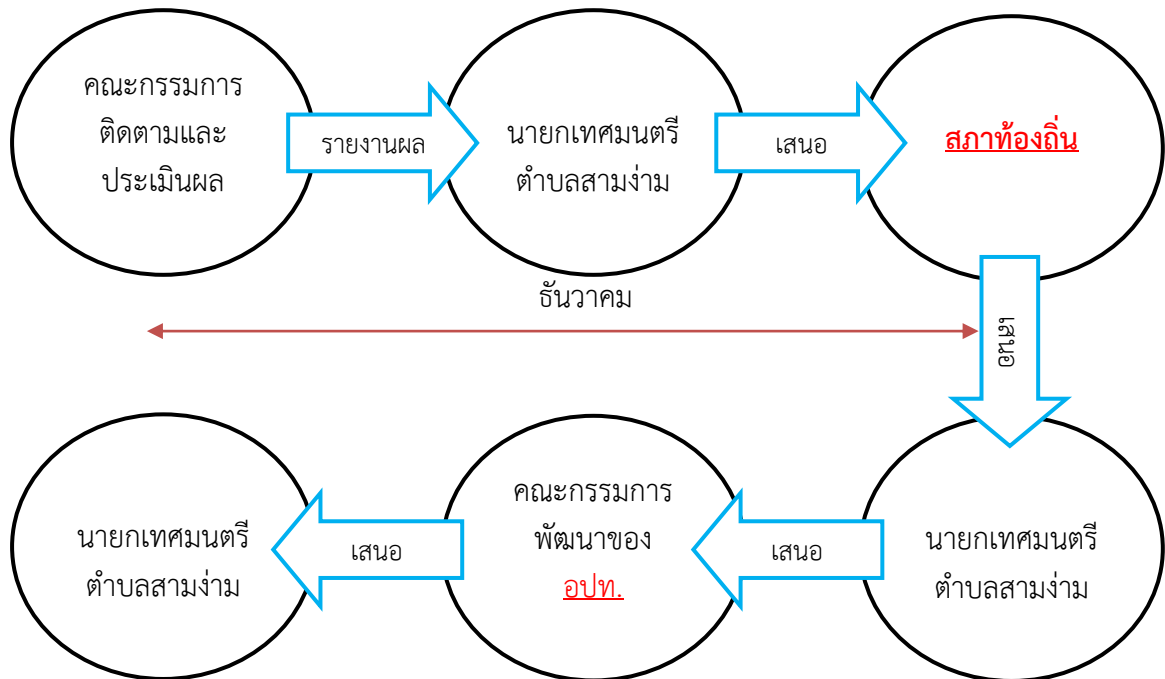 คณะกรรมการ
ติดตามและ
ประเมินผล
รายงานผล
นายกเทศมนตรี
ตำบลสามง่าม
เสนอ
สภาท้องถิ่น
ธันวาคม
เสนอ
นายกเทศมนตรี
ตำบลสามง่าม
เสนอ
คณะกรรมการ
พัฒนาของ
อปท.
เสนอ
นายกเทศมนตรี
ตำบลสามง่าม